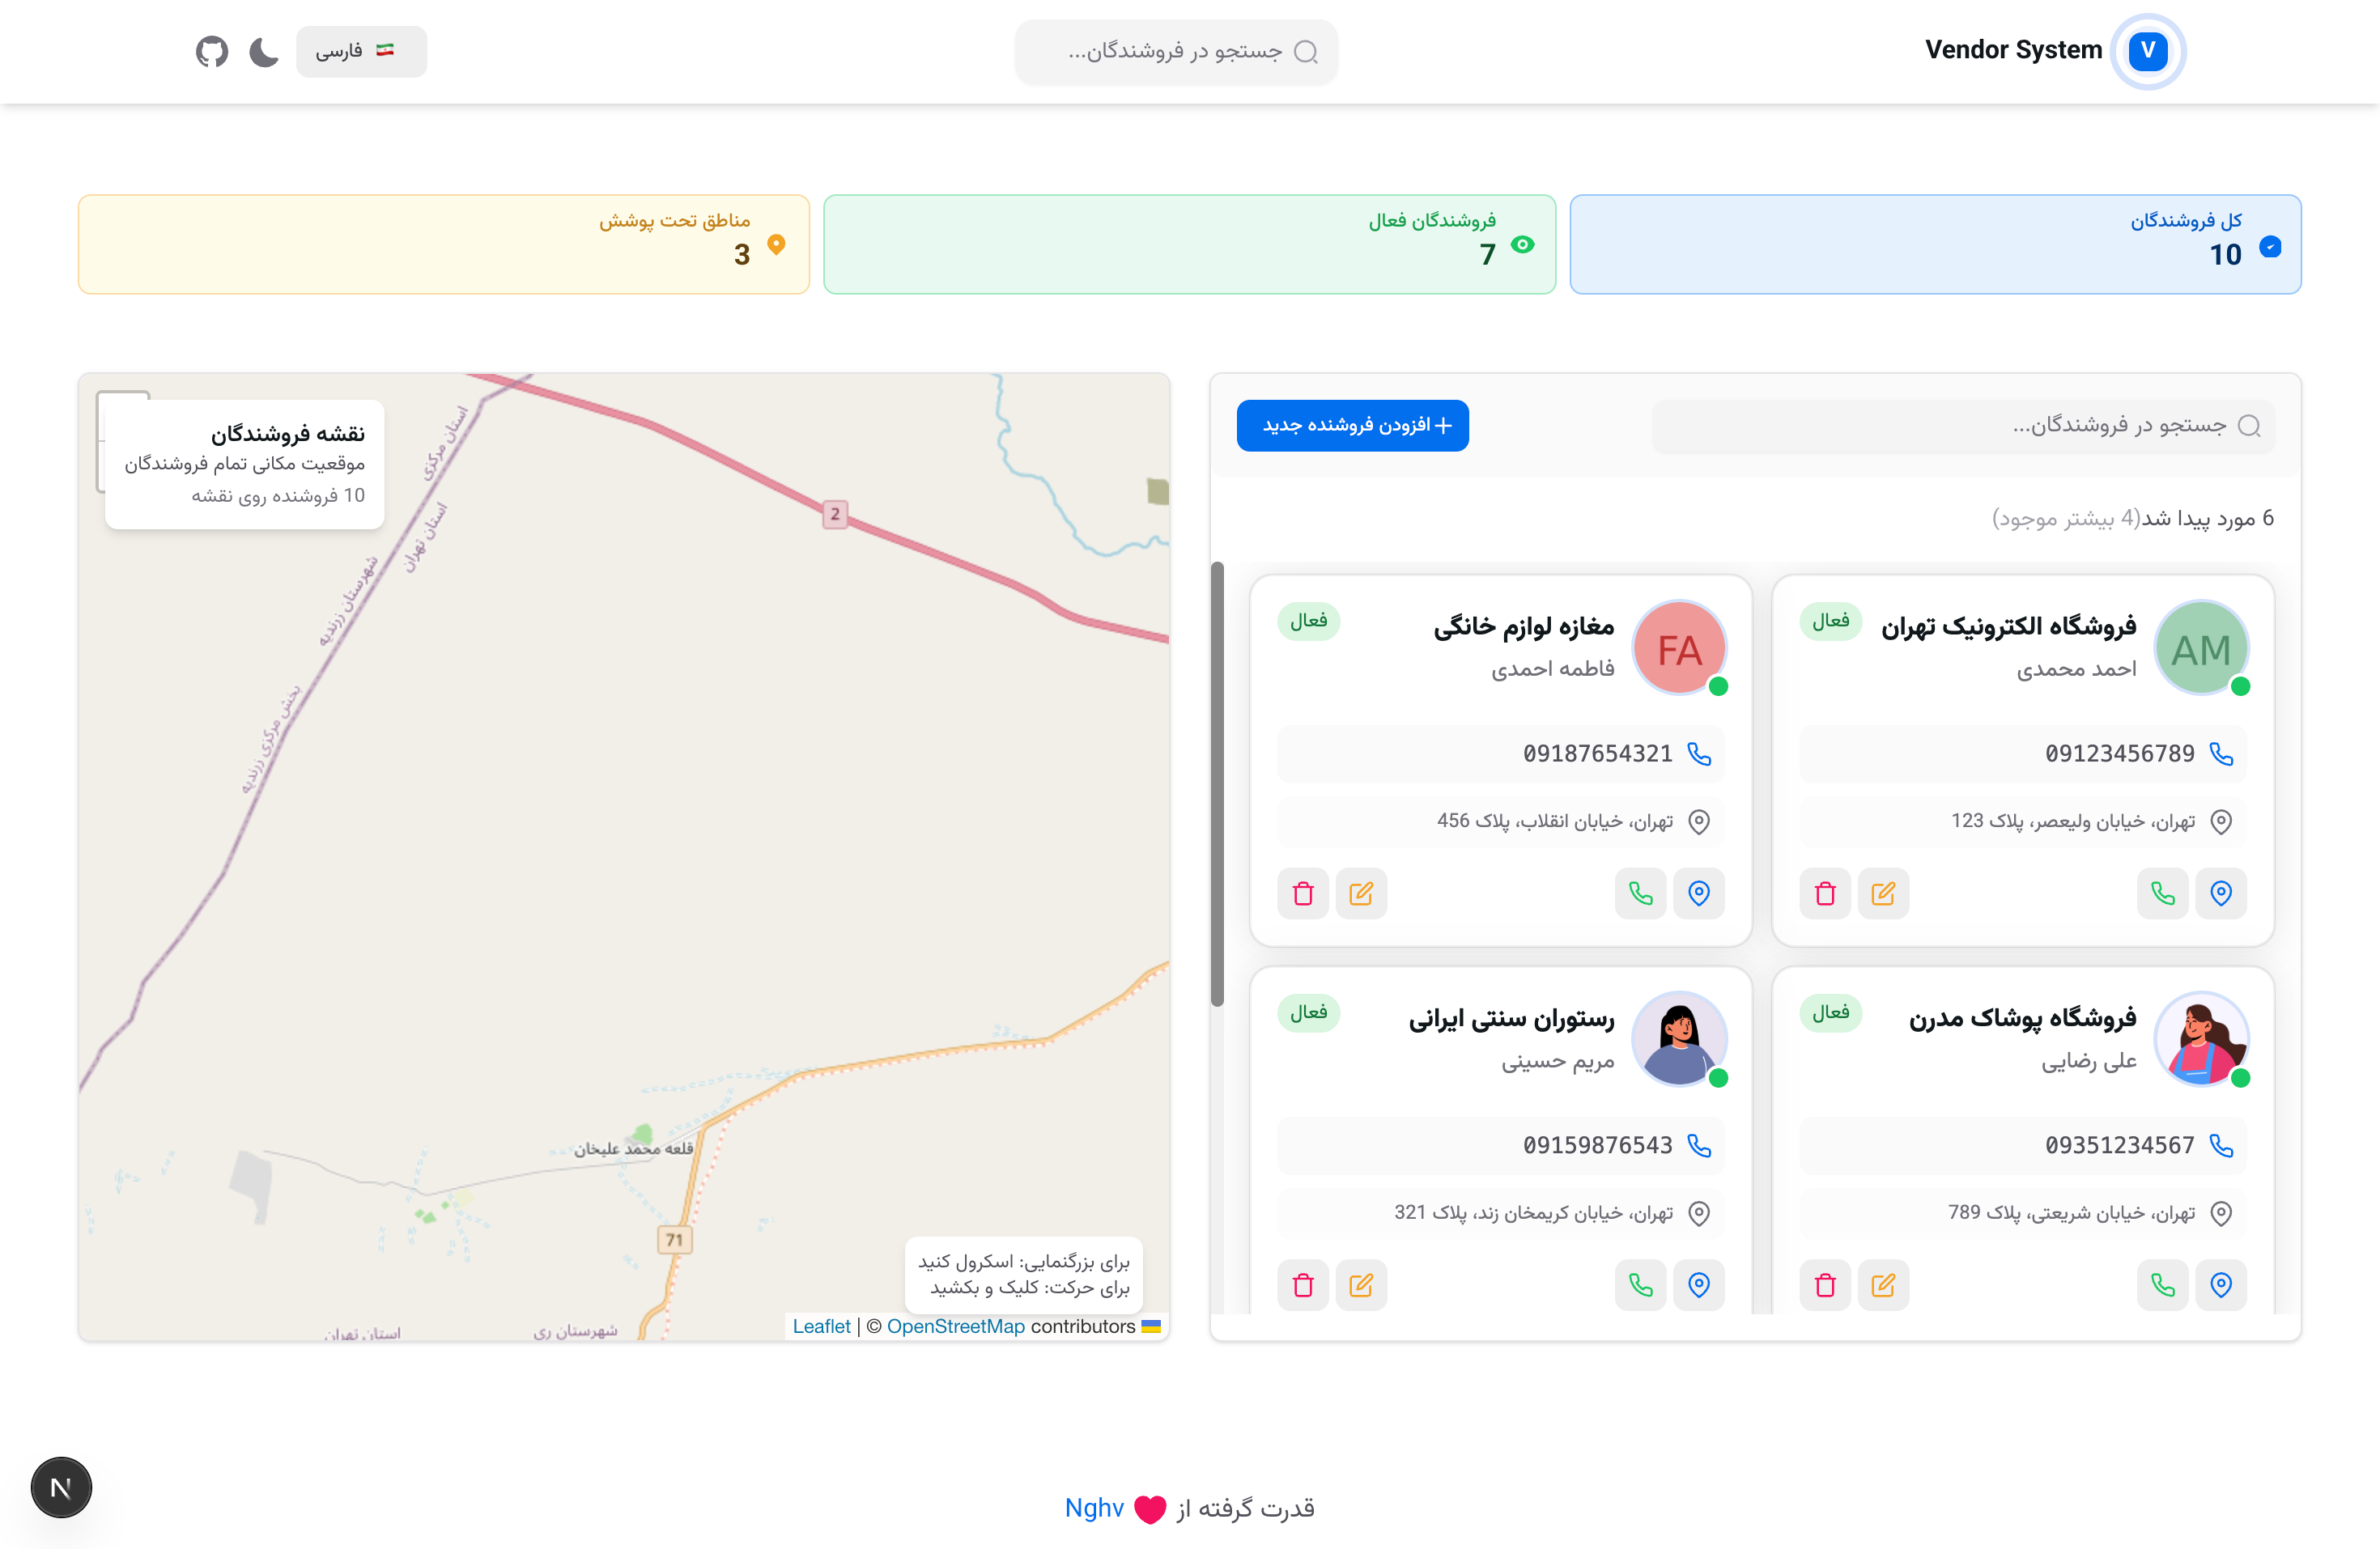 V
Vendor System
جستجو در فروشندگان...
فارسی
کل فروشندگان
10
فروشندگان فعال
7
مناطق تحت پوشش
3
جستجو در فروشندگان...
افزودن فروشنده جدید
6 مورد پیدا شد(4 بیشتر موجود)
AM
فروشگاه الکترونیک تهران
فعال
احمد محمدی
09123456789
تهران، خیابان ولیعصر، پلاک 123
FA
مغازه لوازم خانگی
فعال
فاطمه احمدی
09187654321
تهران، خیابان انقلاب، پلاک 456
فروشگاه پوشاک مدرن
فعال
علی رضایی
09351234567
تهران، خیابان شریعتی، پلاک 789
رستوران سنتی ایرانی
فعال
مریم حسینی
09159876543
تهران، خیابان کریمخان زند، پلاک 321
نقشه فروشندگان
موقعیت مکانی تمام فروشندگان
10 فروشنده روی نقشه
استان مرکزی
استان تهران
شهرستان زرندیه
بخش مرکزی زرندیه
2
قلعه محمد علیخان
71
برای بزرگنمایی: اسکرول کنید
برای حرکت: کلیک و بکشید
شهرستان ری
استان تهران
Leaflet | © OpenStreetMap contributors
N
قدرت گرفته از
Nghv